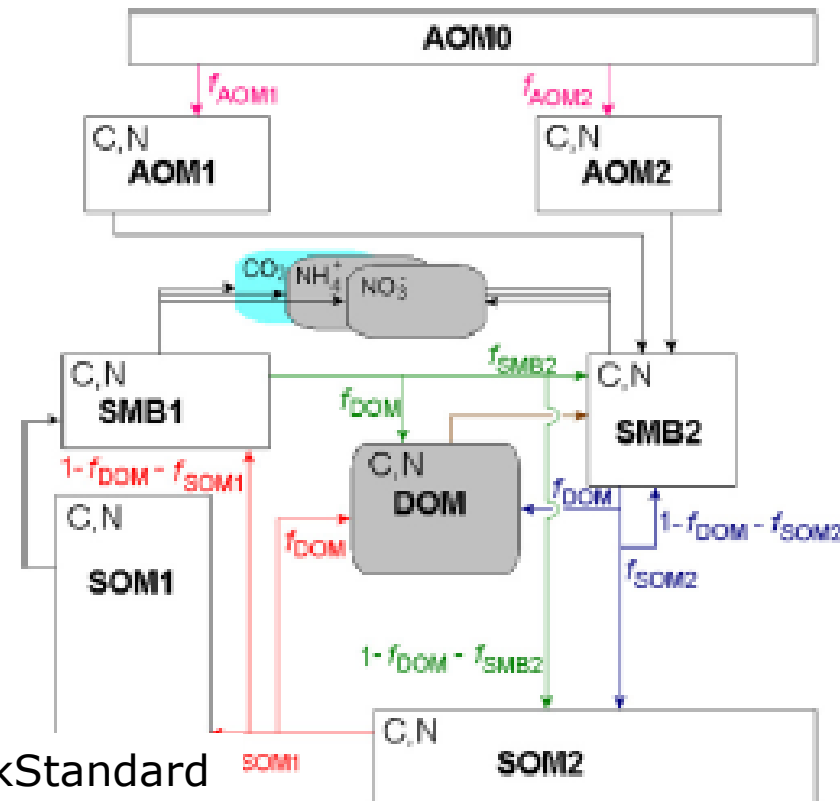 AOM0
fAOM1
fAOM2
C,N
AOM1
C,N
AOM2
CO2
NH4+
NO3-
C,N
SMB1
fSMB2
C,N
SMB2
fDOM
1-fDOM - fSOM1
C,N
DOM
fDOM
1-fDOM - fSOM2
C,N
SOM1
fDOM
fSOM2
1-fDOM - fSMB2
C,N
SOM2
kStandard
SOM1